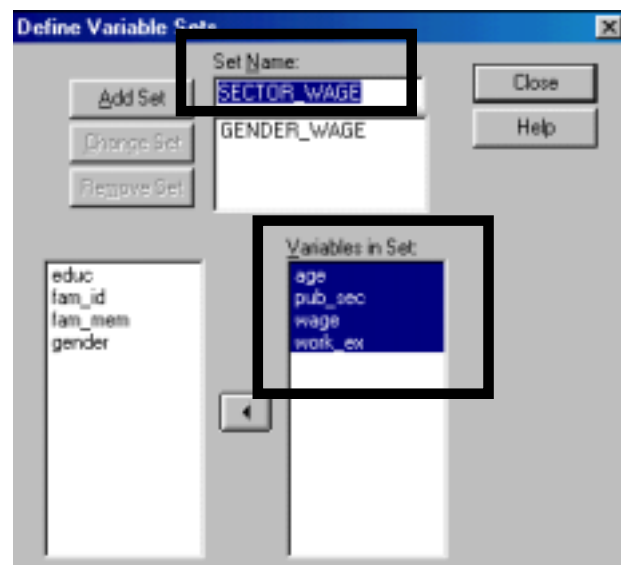 Define Variable Sets
Set Name:
Add Set
SECTOR_WAGE
Close
Change Set
GENDER_WAGE
Help
Remove Set
Variables in Set:
educ
fam_id
fam_mem
gender
age
pub_sec
wage
work_ex